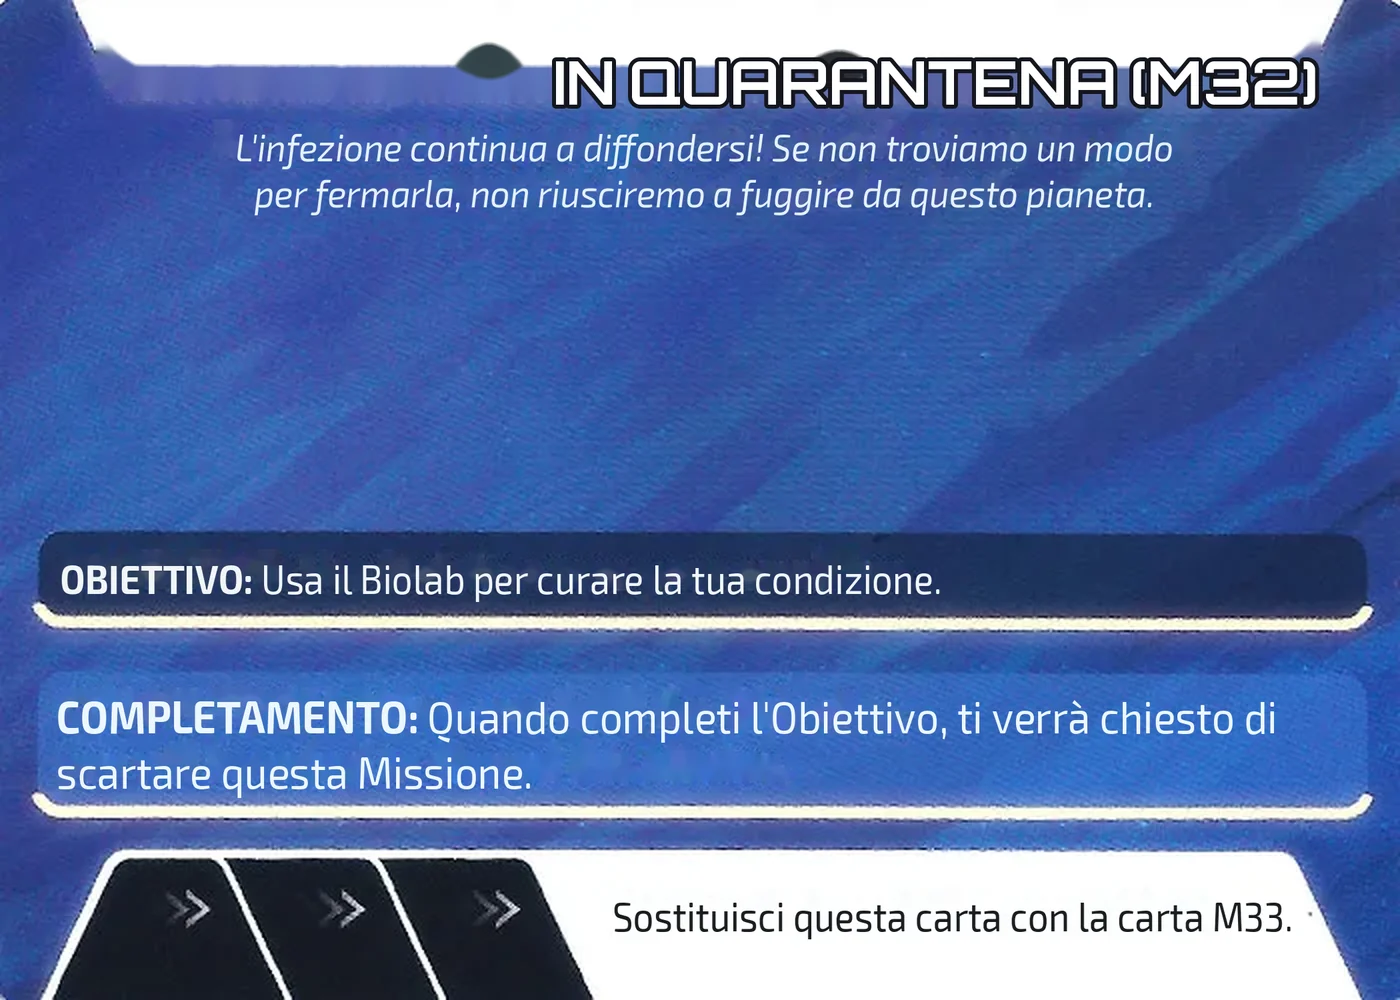 IN QUARANTENA (M32)
L'infezione continua a diffondersi! Se non troviamo un modo
per fermarla, non riusciremo a fuggire da questo pianeta.
OBIETTIVO: Usa il Biolab per curare la tua condizione.
COMPLETAMENTO: Quando completi l'Obiettivo, ti verrà chiesto di
scartare questa Missione.
Sostituisci questa carta con la carta M33.